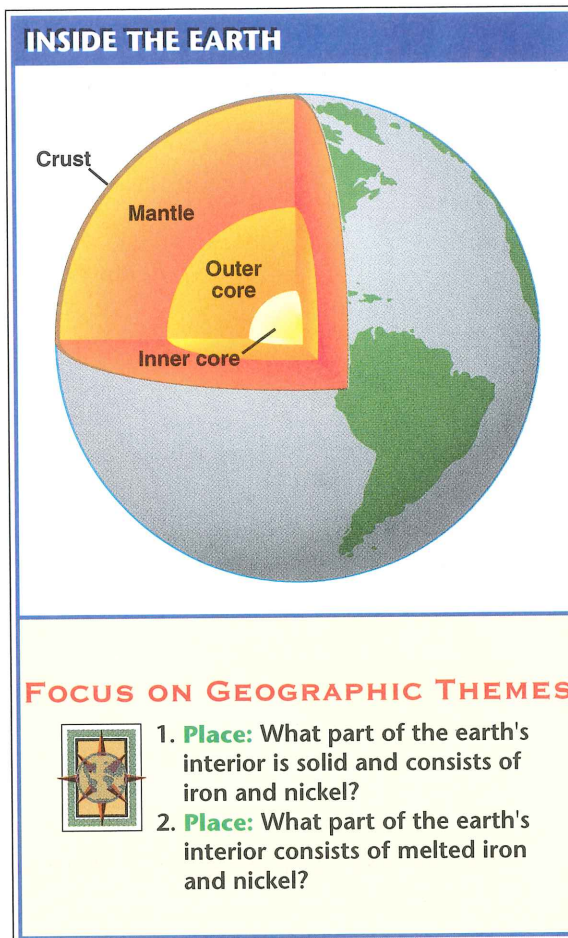 INSIDE THE EARTH
Crust
Mantle
Outer
core
Inner core
FOCUS ON GEOGRAPHIC THEMES
1. Place: What part of the earth's
interior is solid and consists of
iron and nickel?
2. Place: What part of the earth's
interior consists of melted iron
and nickel?